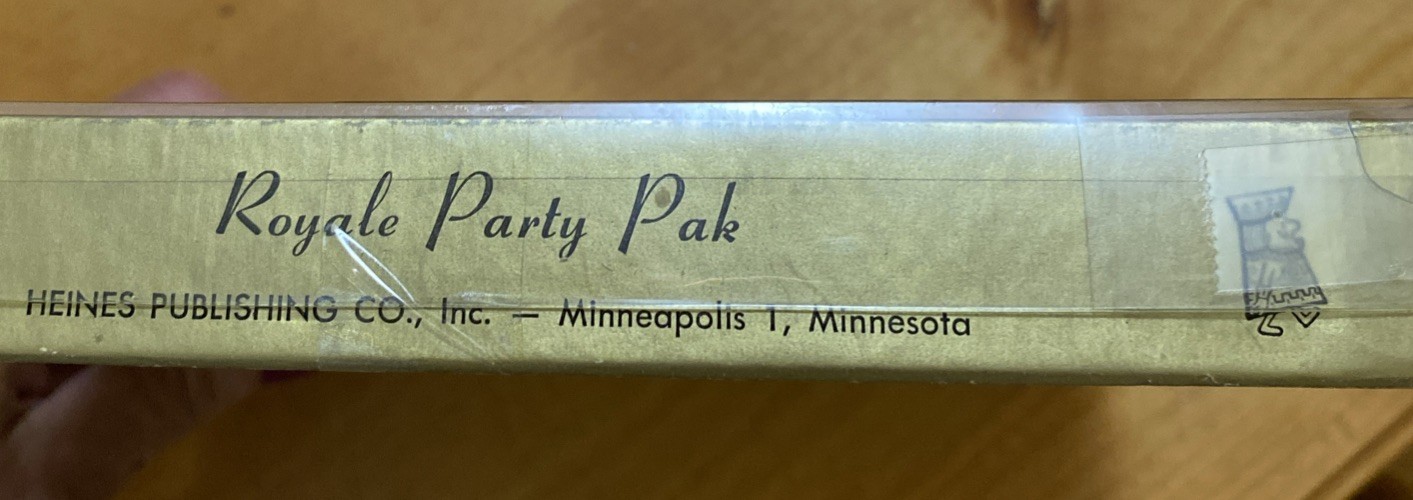 Royale Party Pak
HEINES PUBLISHING CO., Inc. — Minneapolis 1, Minnesota